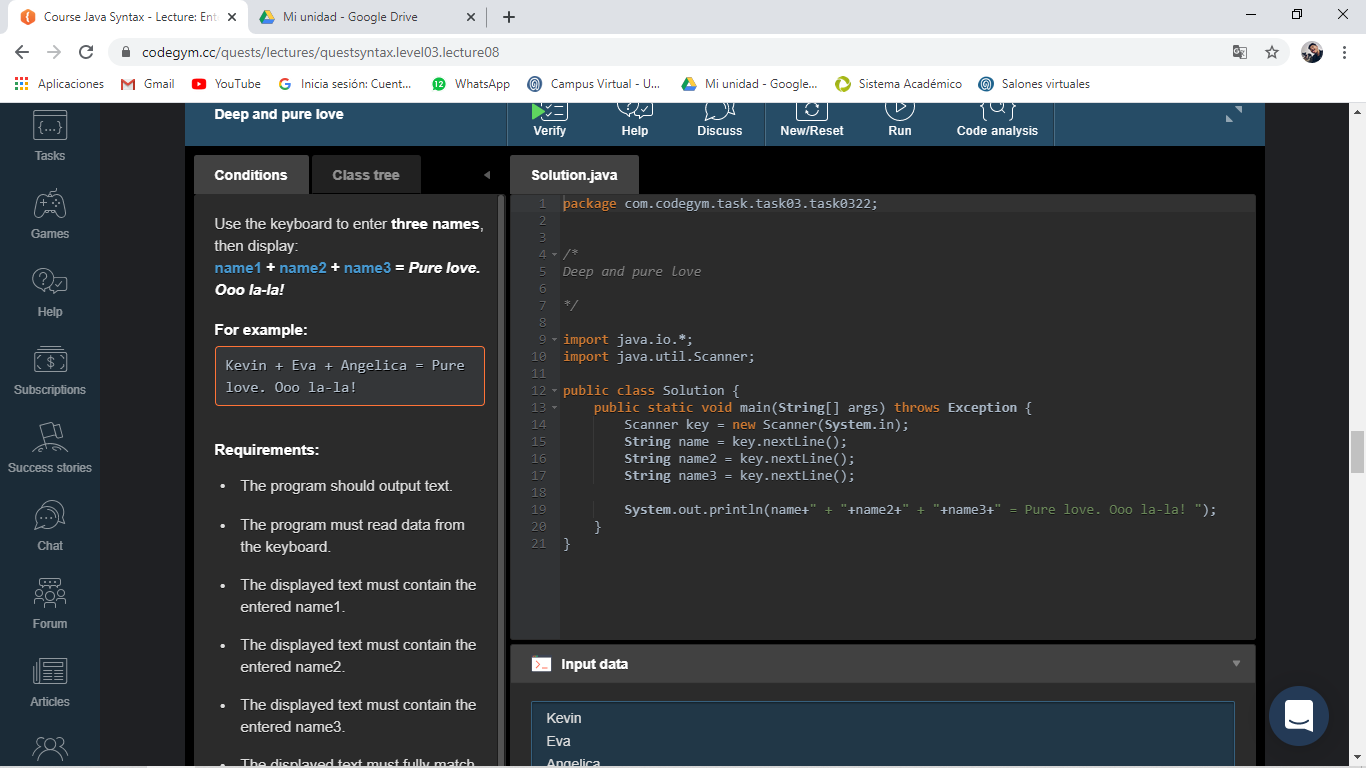 Course Java Syntax - Lecture: Ent
Mi unidad - Google Drive
codegym.cc/quests/lectures/questsyntax.level03.lecture08
Aplicaciones
Gmail
YouTube
Inicia sesión: Cuent...
12
WhatsApp
Campus Virtual - U...
Mi unidad - Google...
Sistema Académico
Salones virtuales
Tasks
Games
Help
Subscriptions
Success stories
Chat
Forum
Articles
Deep and pure love
Verify
Help
Discuss
New/Reset
Run
Code analysis
Conditions
Class tree
Use the keyboard to enter three names,
then display:
name1 + name2 + name3 = Pure love.
Ooo la-la!
For example:
Kevin + Eva + Angelica = Pure
love. Ooo la-la!
Requirements:
• The program should output text.
• The program must read data from
the keyboard.
• The displayed text must contain the
entered name1.
• The displayed text must contain the
entered name2.
• The displayed text must contain the
entered name3.
• The displayed text must fully match
Solution.java
1 package com.codegym.task.task03.task0322;
2
3
4 /*
5 Deep and pure love
6
7 */
8
9 import java.io.*;
10 import java.util.Scanner;
11
12 public class Solution {
13 public static void main(String[] args) throws Exception {
14 Scanner key = new Scanner(System.in);
15 String name = key.nextLine();
16 String name2 = key.nextLine();
17 String name3 = key.nextLine();
18
19 System.out.println(name+" + "+name2+" + "+name3+" = Pure love. Ooo la-la! ");
20 }
21 }
Input data
Kevin
Eva
Angelica